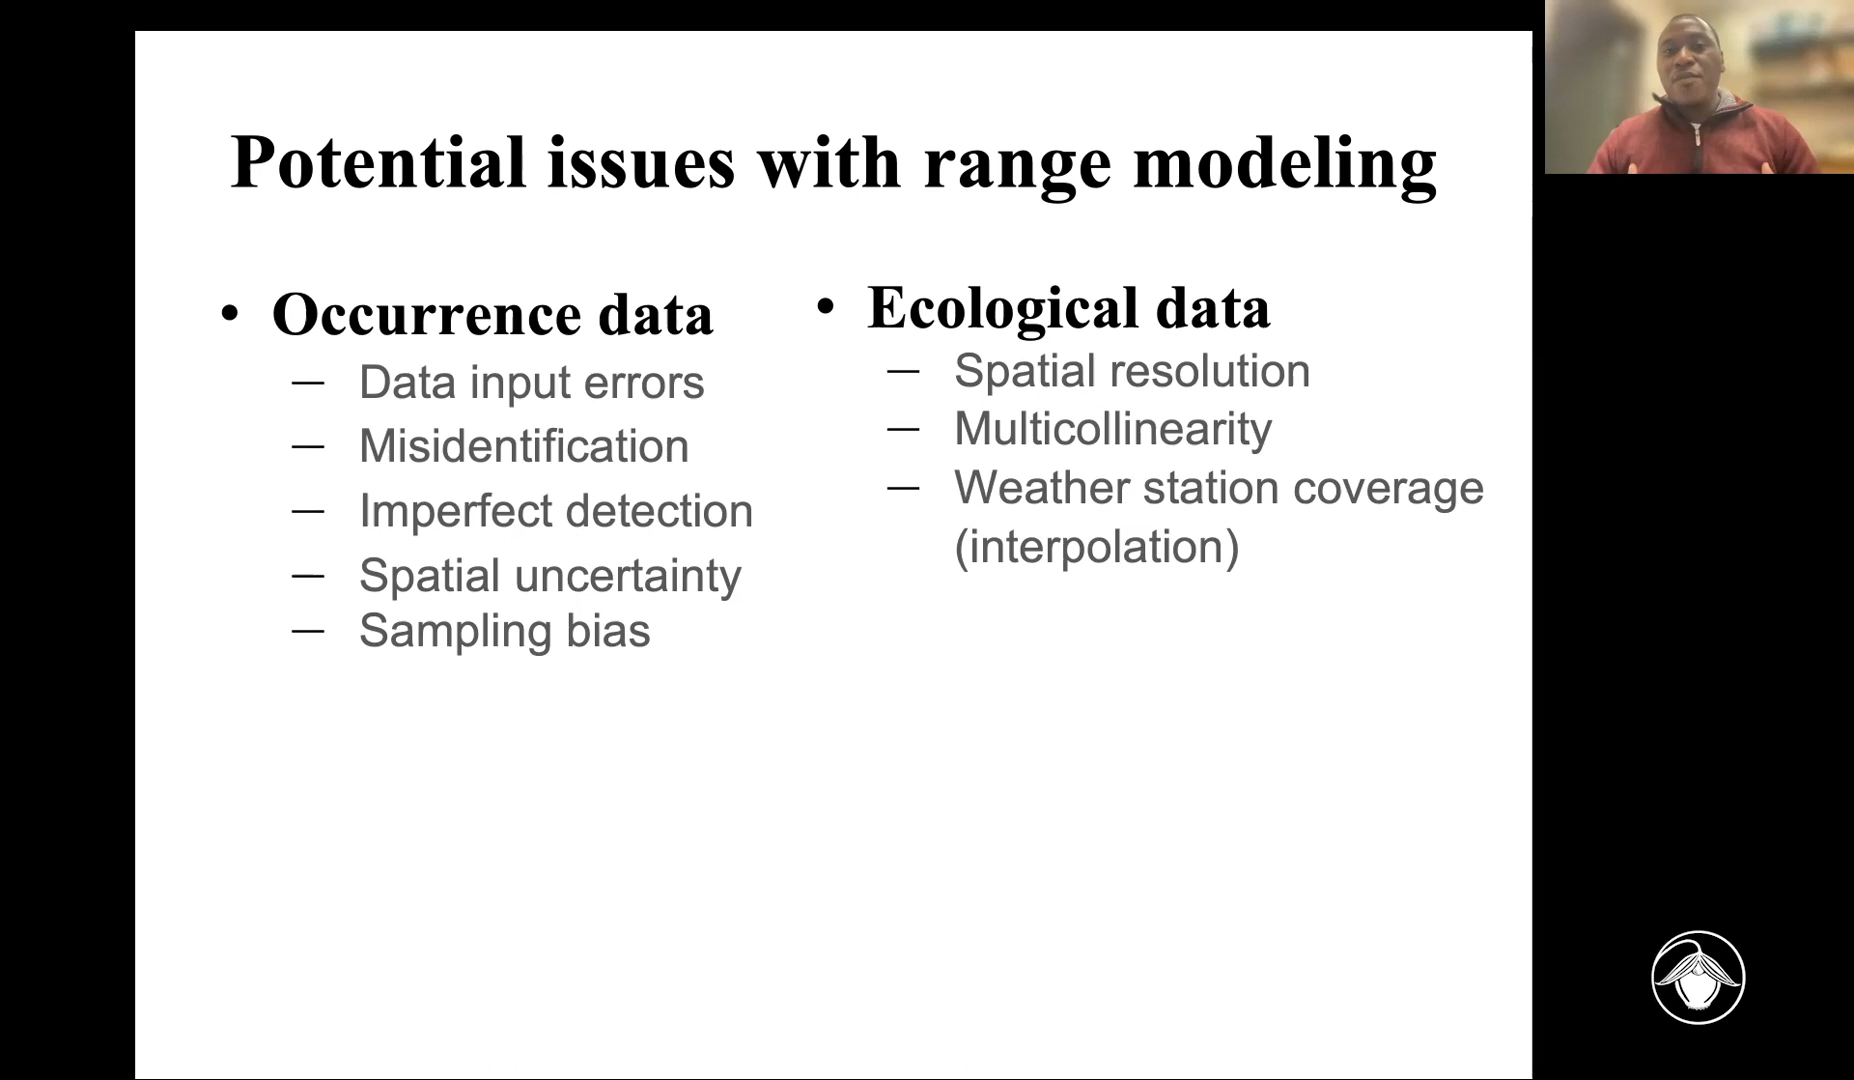 Potential issues with range modeling
• Occurrence data
— Data input errors
— Misidentification
— Imperfect detection
— Spatial uncertainty
— Sampling bias
• Ecological data
— Spatial resolution
— Multicollinearity
— Weather station coverage
(interpolation)